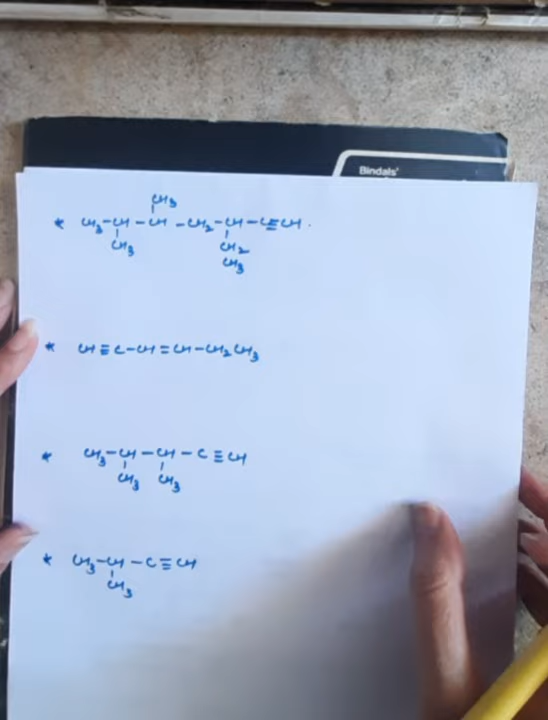 Bindals'
CH₃
* CH₃-CH-CH-CH₂-CH-C≡CH.
CH₃ CH₂
CH₃
* CH≡C-CH=CH-CH₂CH₃
* CH₃-CH-CH-C≡CH
CH₃ CH₃
* CH₃-CH-C≡CH
CH₃